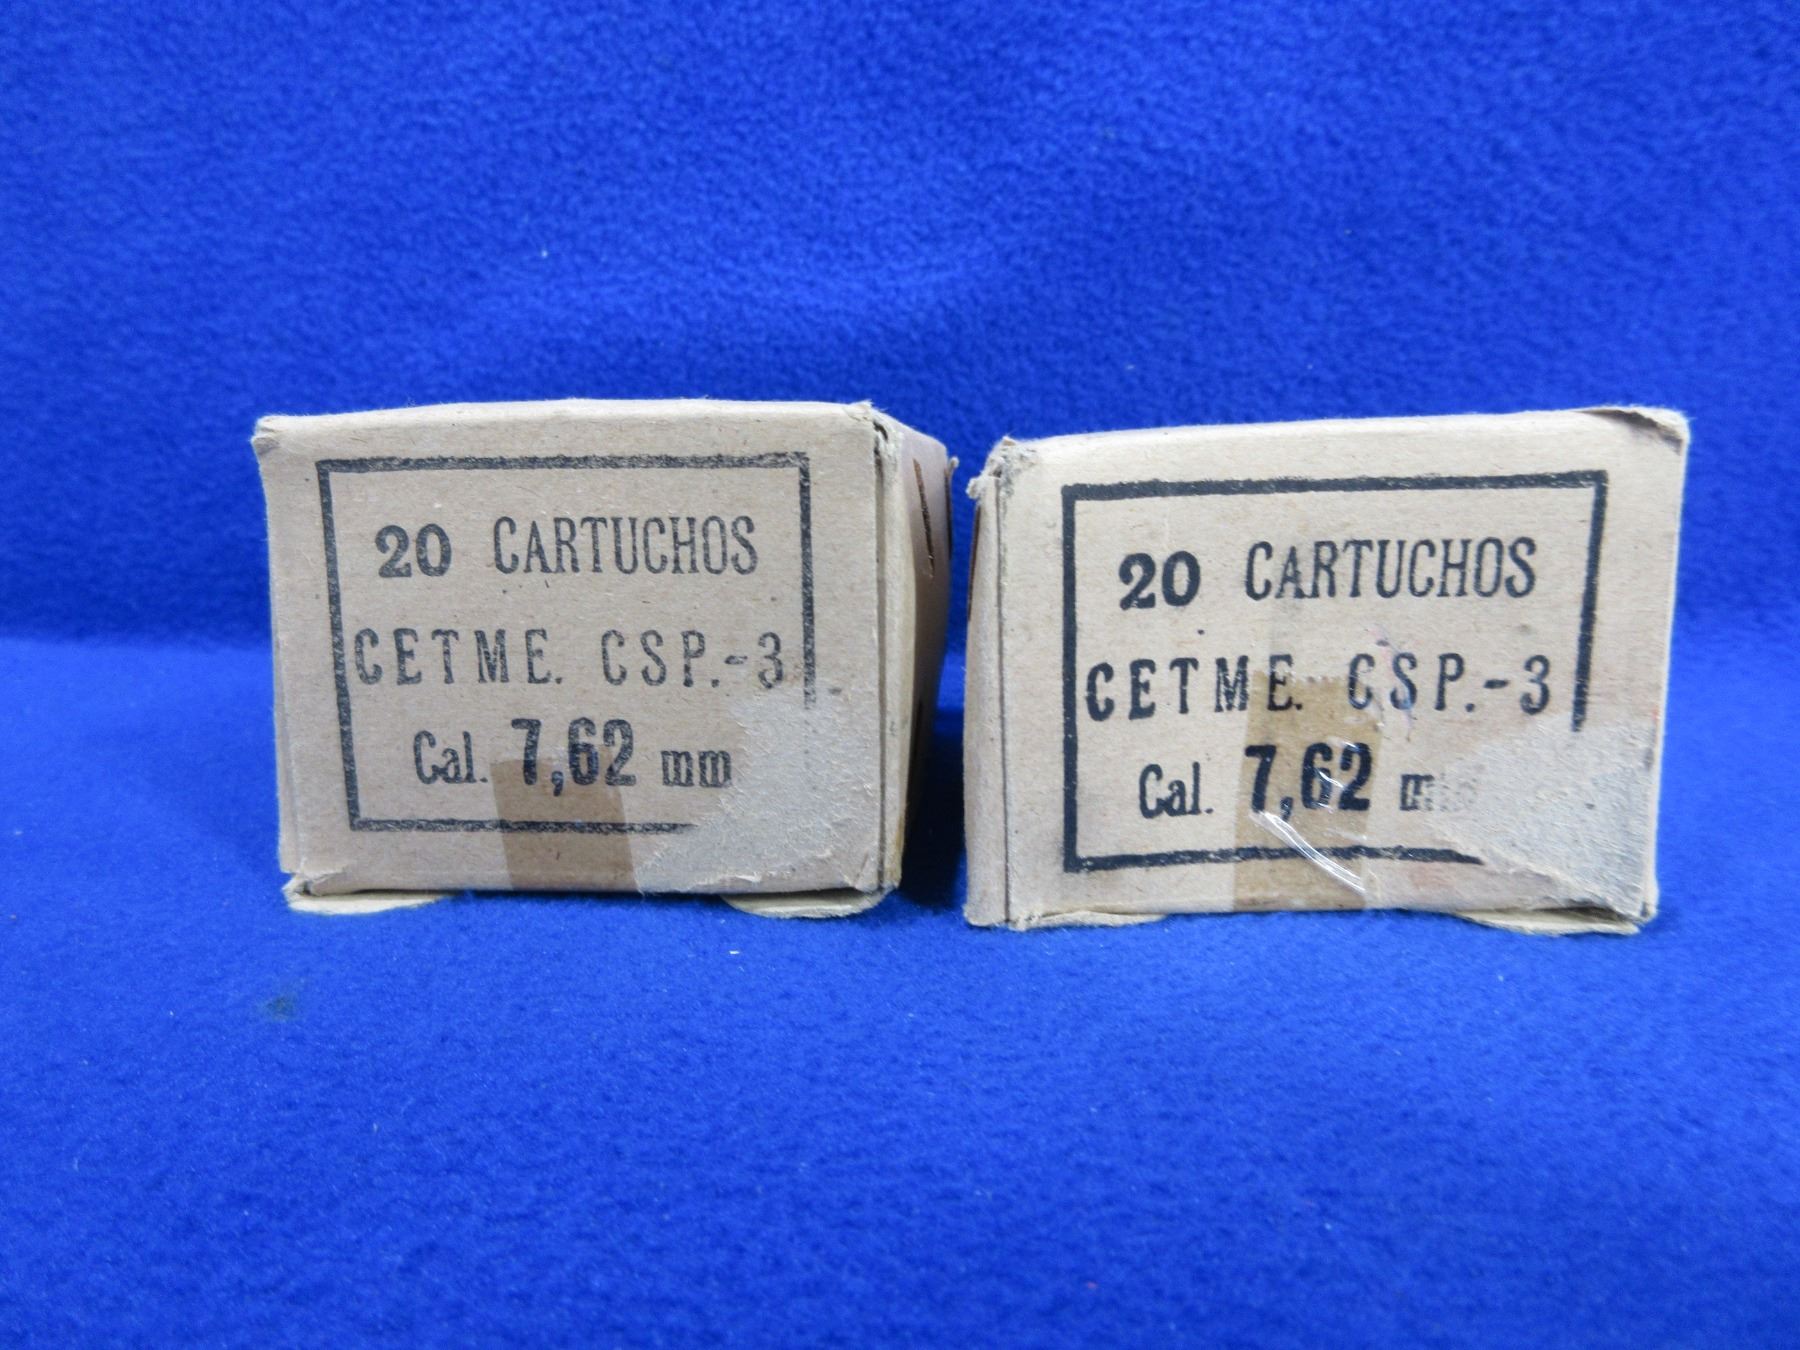 20 CARTUCHOS
CETME. CSP.-3
Cal. 7,62 mm
20 CARTUCHOS
CETME. CSP.-3
Cal. 7,62